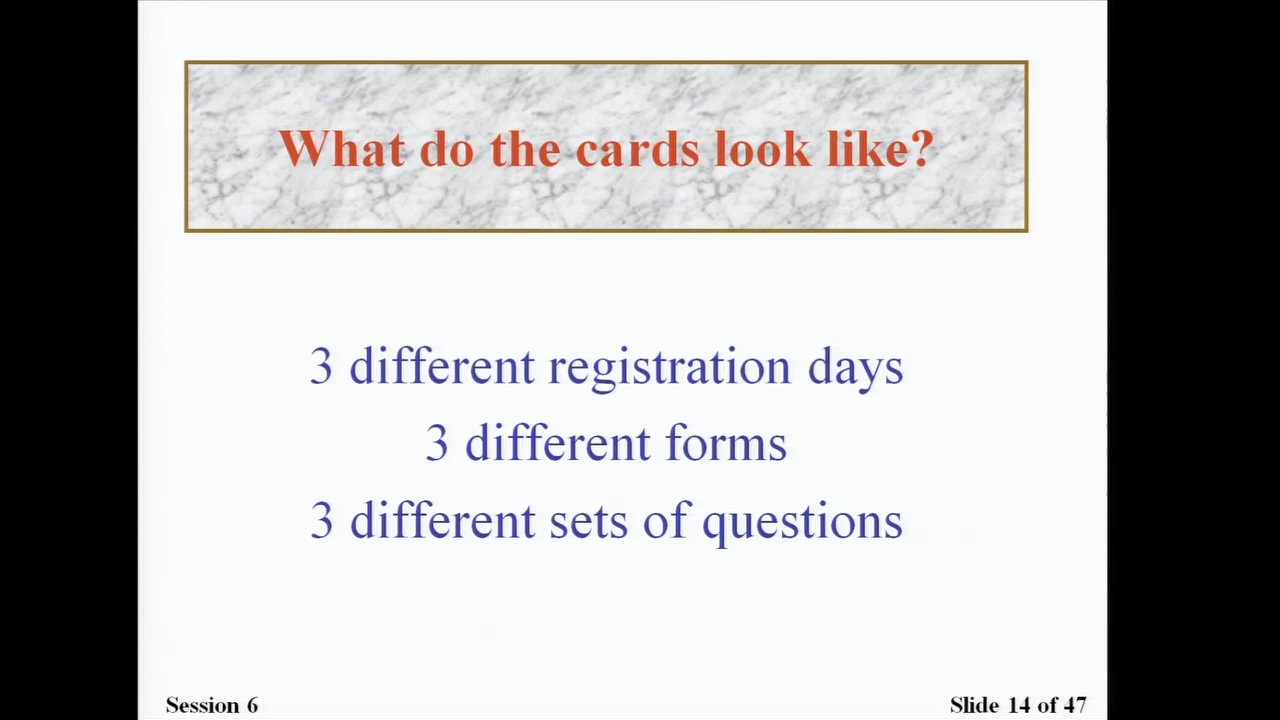 What do the cards look like?
3 different registration days
3 different forms
3 different sets of questions
Session 6
Slide 14 of 47